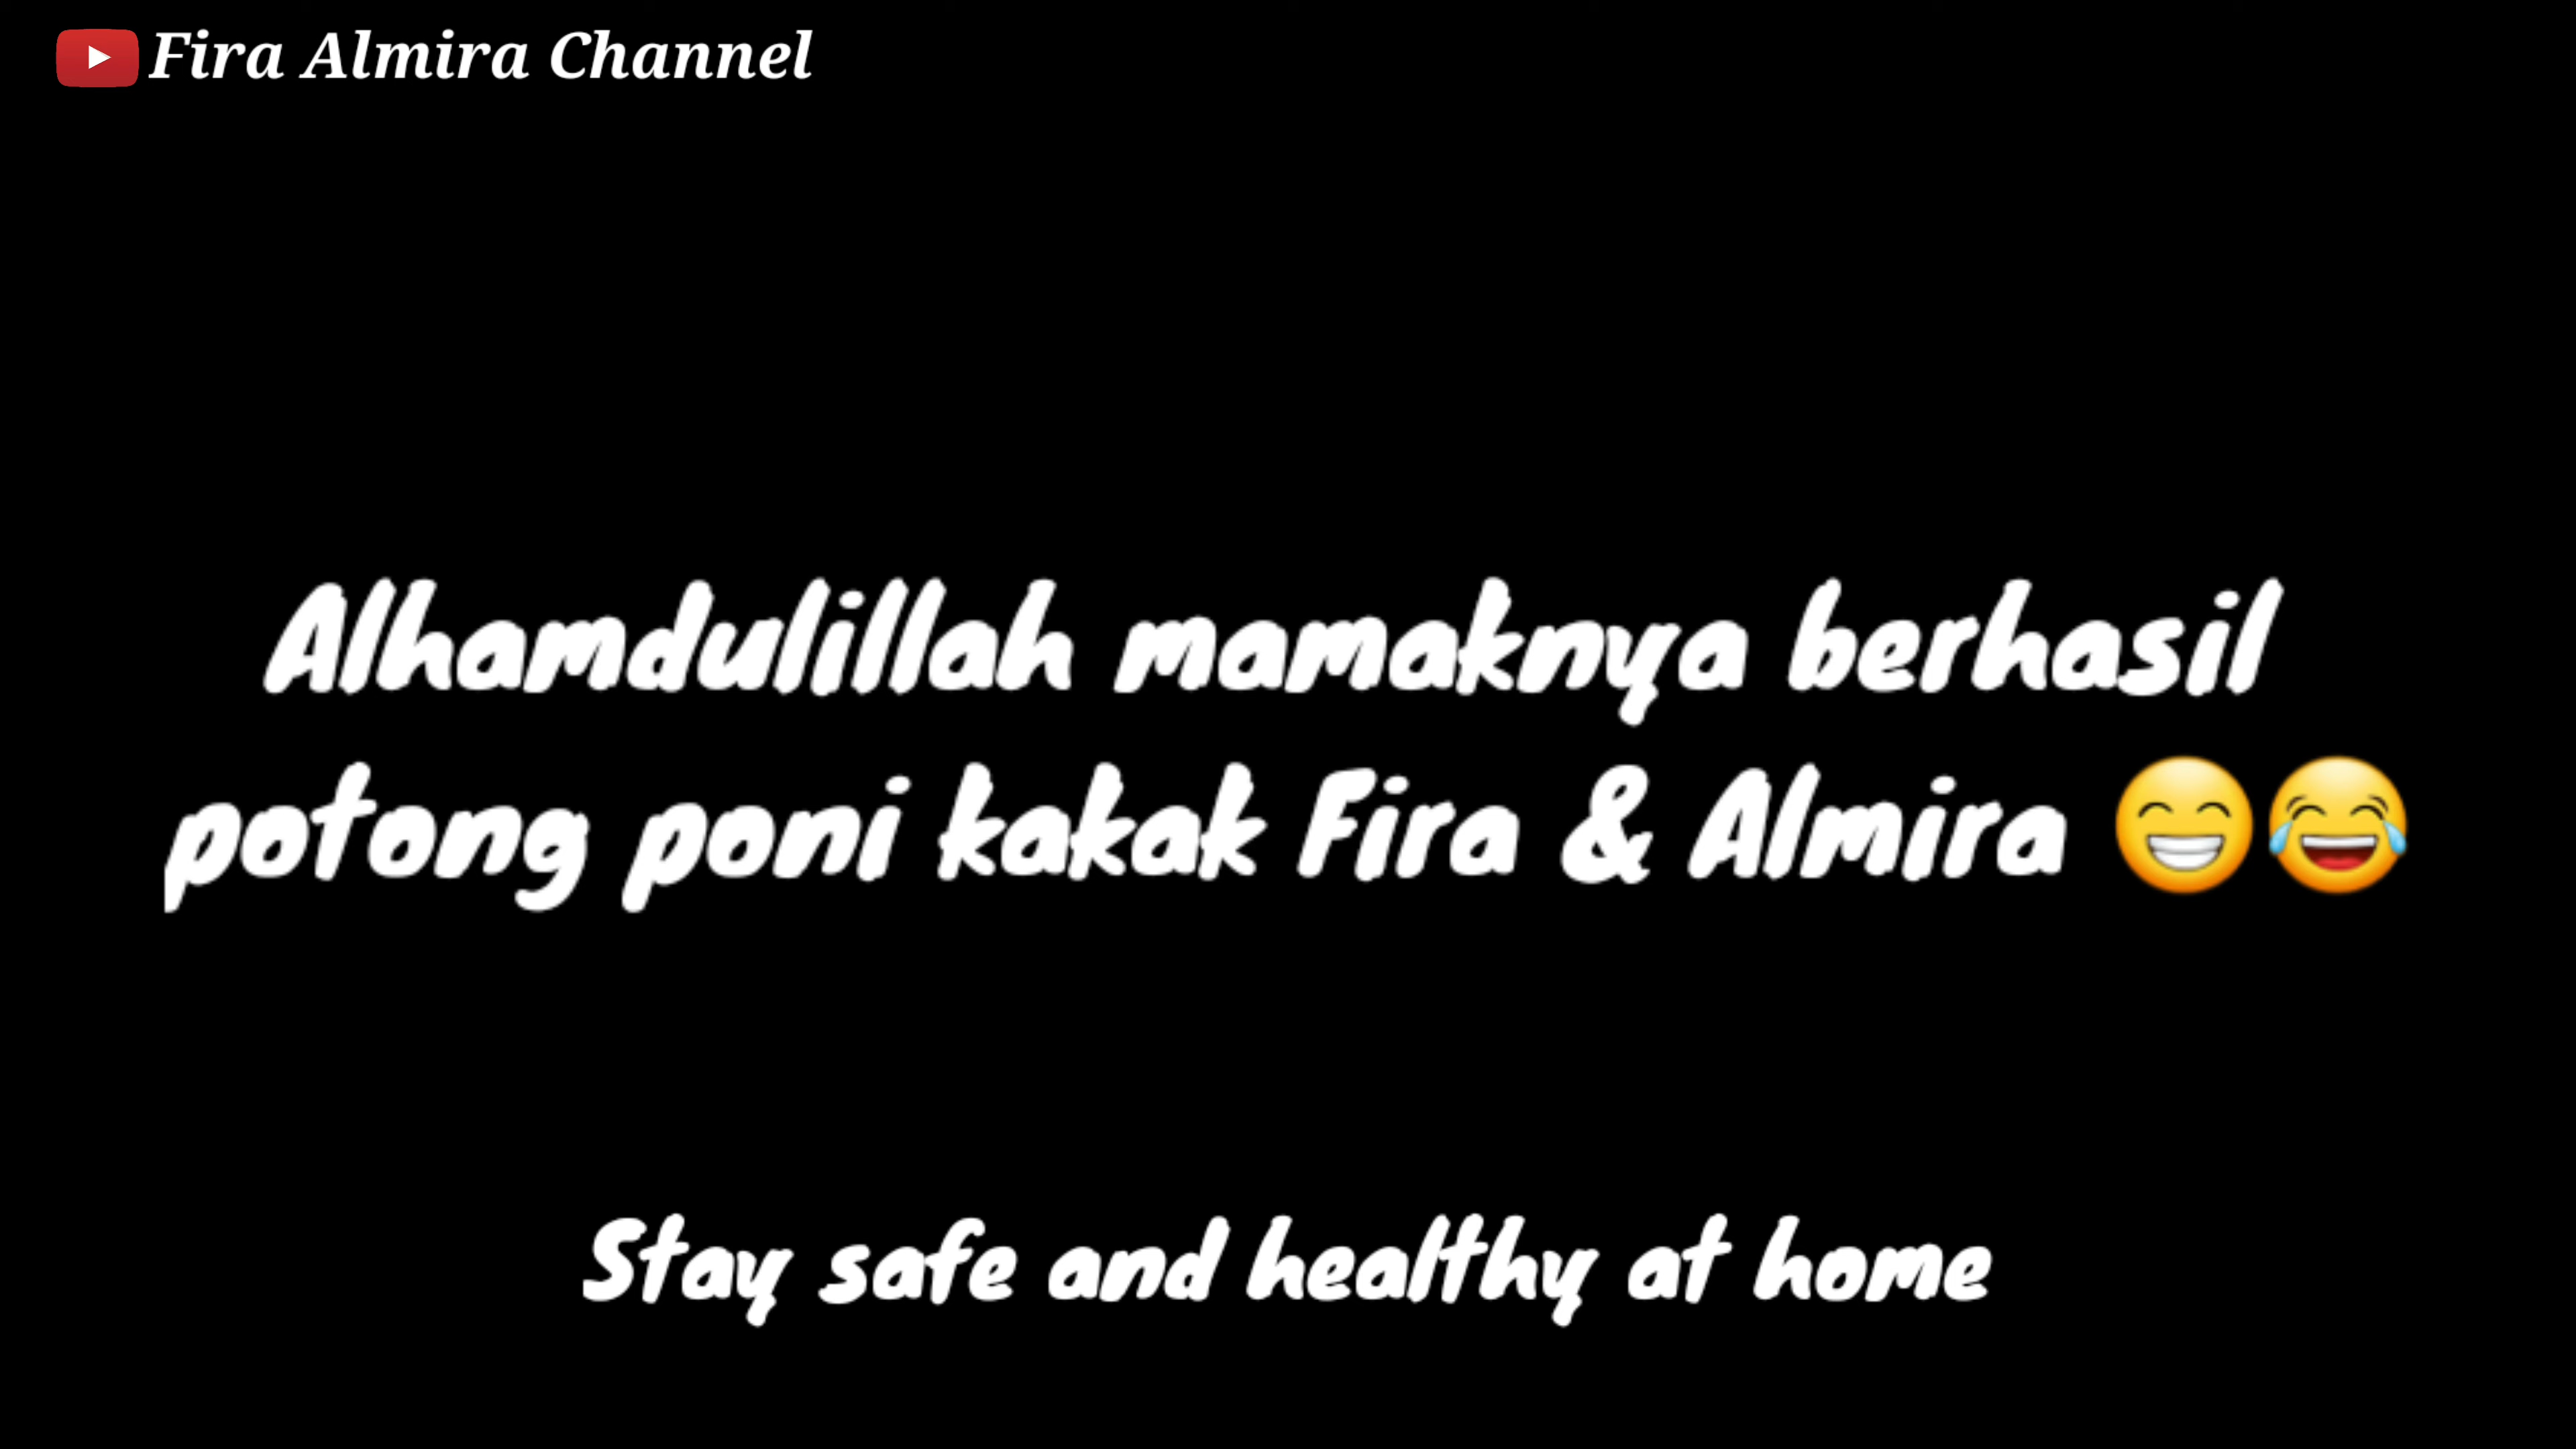 Fira Almira Channel
Alhamdulillah mamaknya berhasil
potong poni kakak Fira & Almira 😁😂
Stay safe and healthy at home